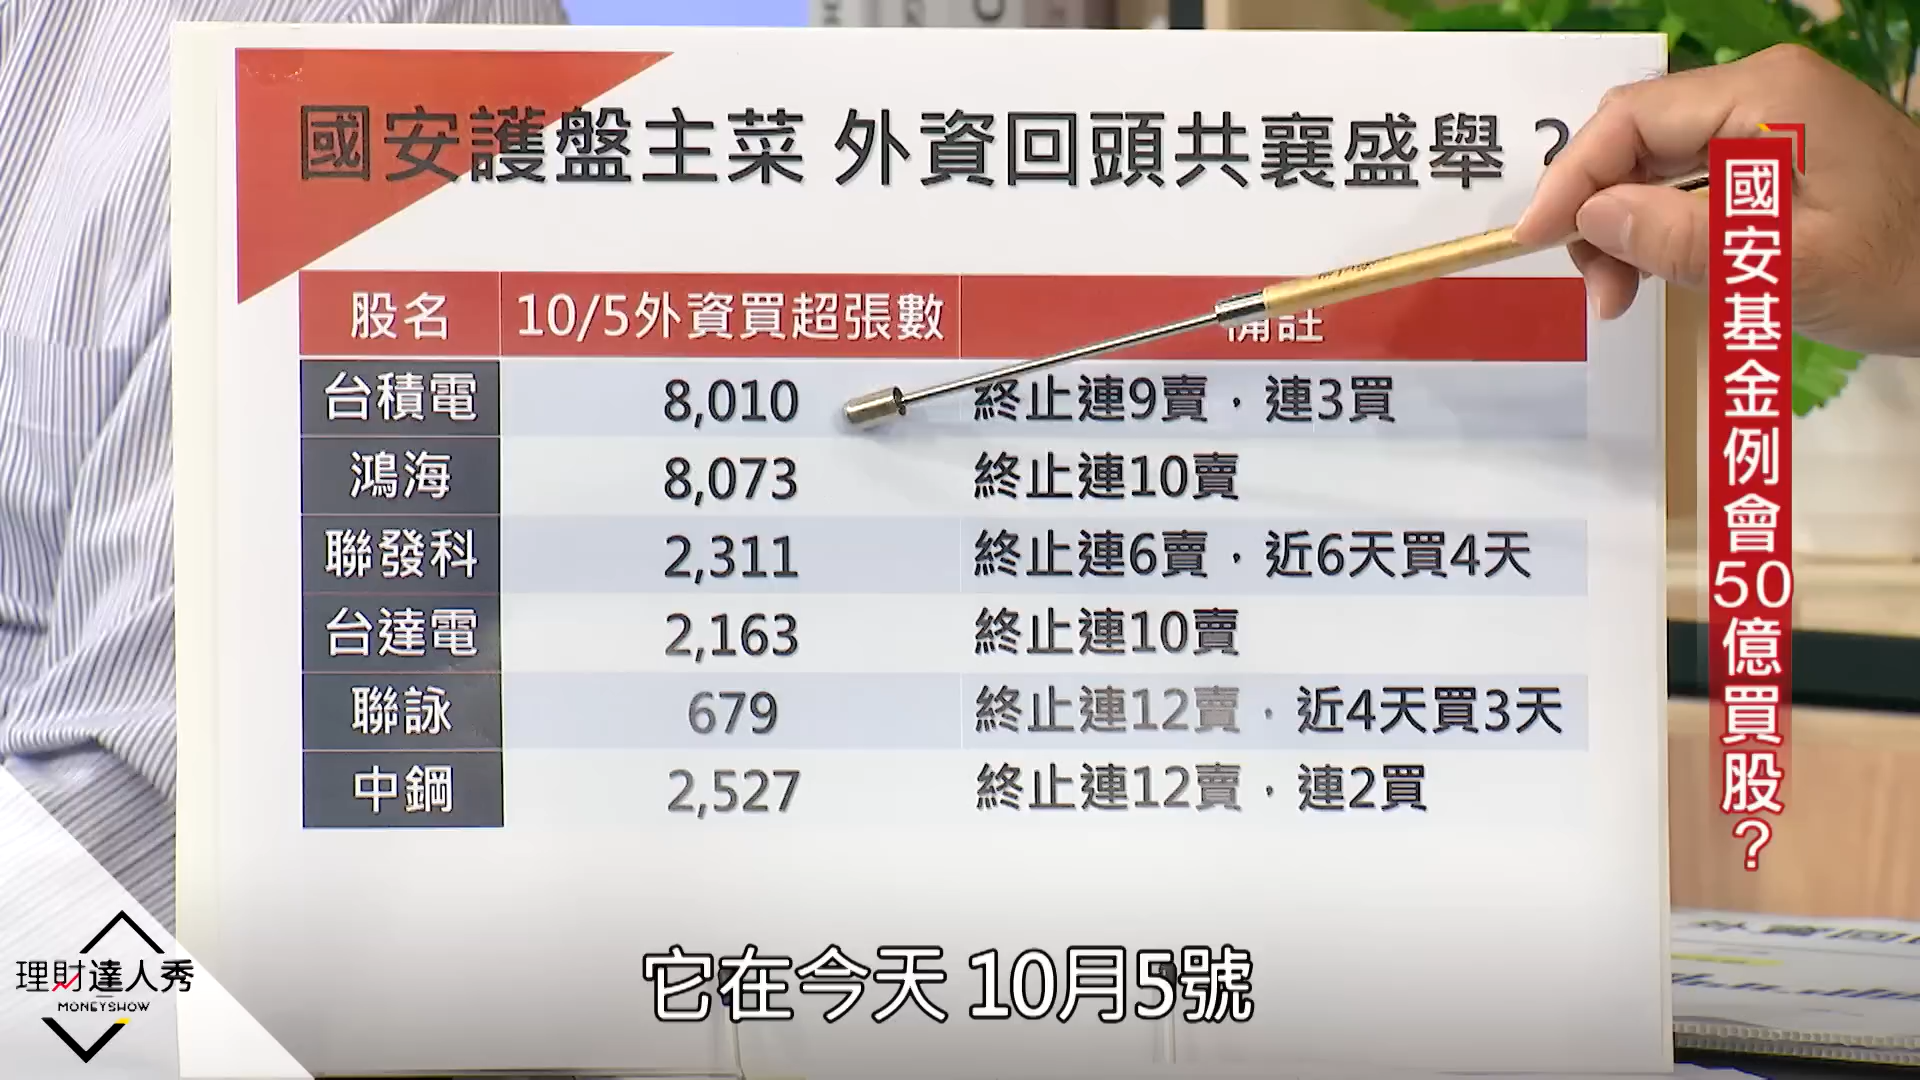 國安護盤主菜 外資回頭共襄盛舉？
股名 10/5外資買超張數 備註
台積電 8,010 終止連9賣，連3買
鴻海 8,073 終止連10賣
聯發科 2,311 終止連6賣，近6天買4天
台達電 2,163 終止連10賣
聯詠 679 終止連12賣，近4天買3天
中鋼 2,527 終止連12賣，連2買
國安基金例會50億買股？
理財達人秀
MONEYSHOW
它在今天 10月5號